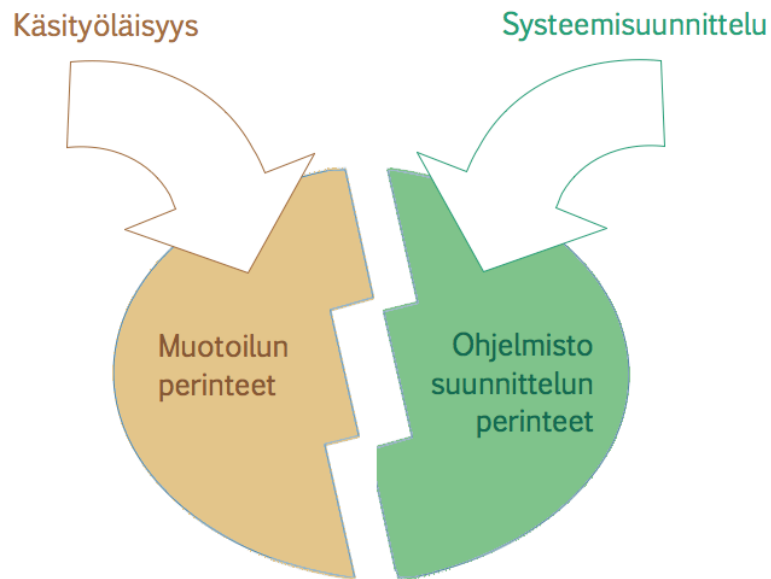 Käsityöläisyys
Systeemisuunnittelu
Muotoilun
perinteet
Ohjelmisto
suunnittelun
perinteet